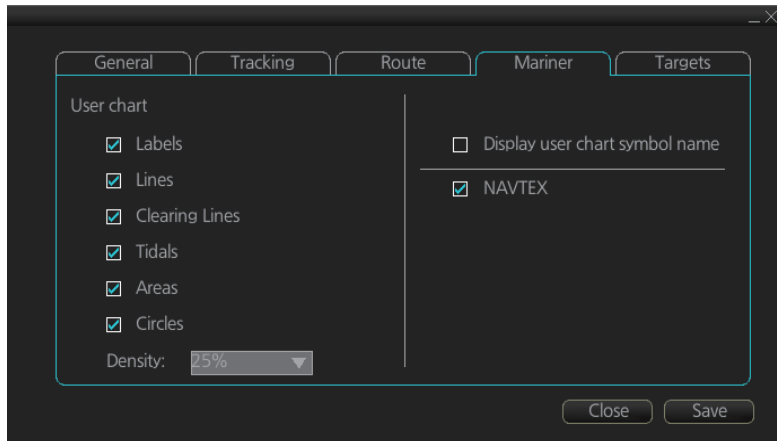 General
Tracking
Route
Mariner
Targets
User chart
Labels
Lines
Clearing Lines
Tidals
Areas
Circles
Density: 25%
Display user chart symbol name
NAVTEX
Close
Save